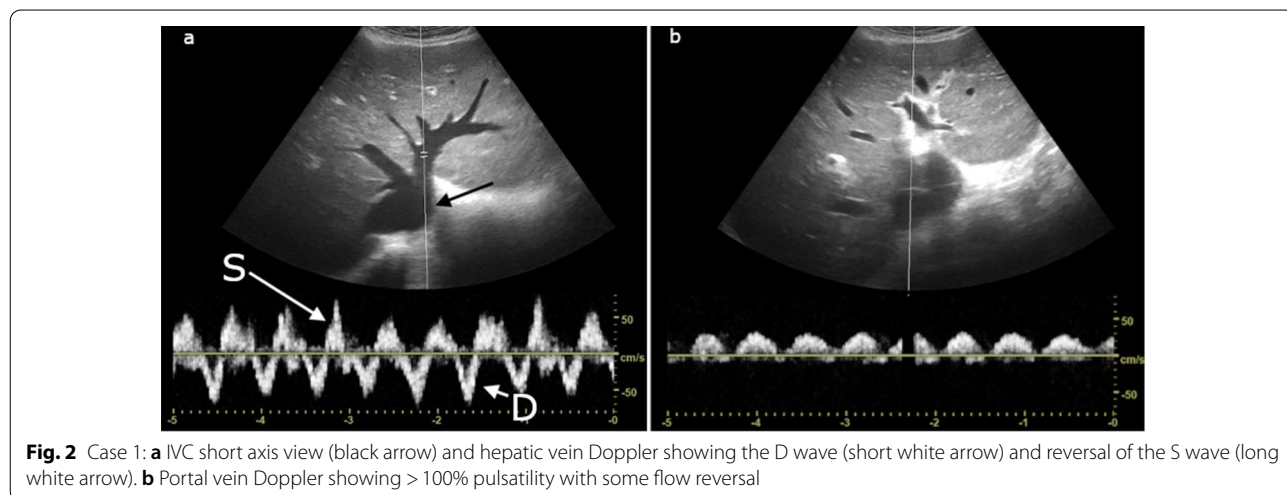 a
b
S
D
50
cm/s
-50
-5
-4
-3
-2
-1
-0
50
cm/s
-50
-5
-4
-3
-2
-1
-0
Fig. 2 Case 1: a IVC short axis view (black arrow) and hepatic vein Doppler showing the D wave (short white arrow) and reversal of the S wave (long
white arrow). b Portal vein Doppler showing > 100% pulsatility with some flow reversal